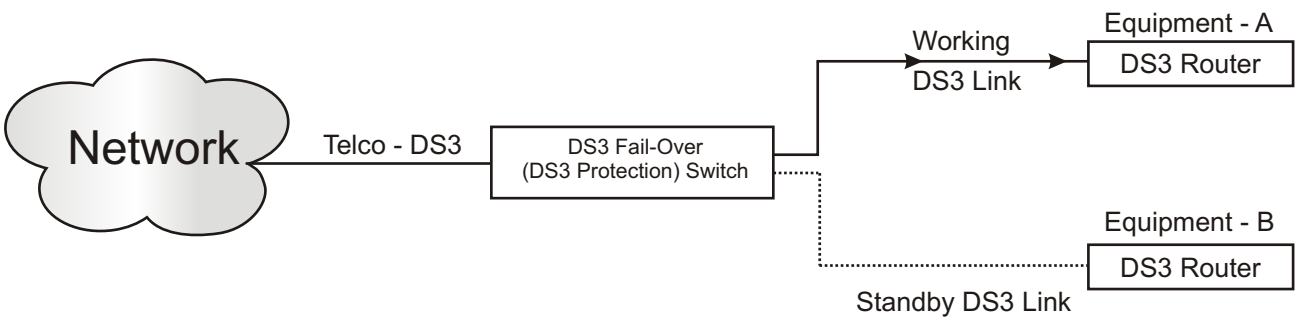 Equipment - A
DS3 Router
Working
DS3 Link
Network
Telco - DS3
DS3 Fail-Over
(DS3 Protection) Switch
Equipment - B
DS3 Router
Standby DS3 Link